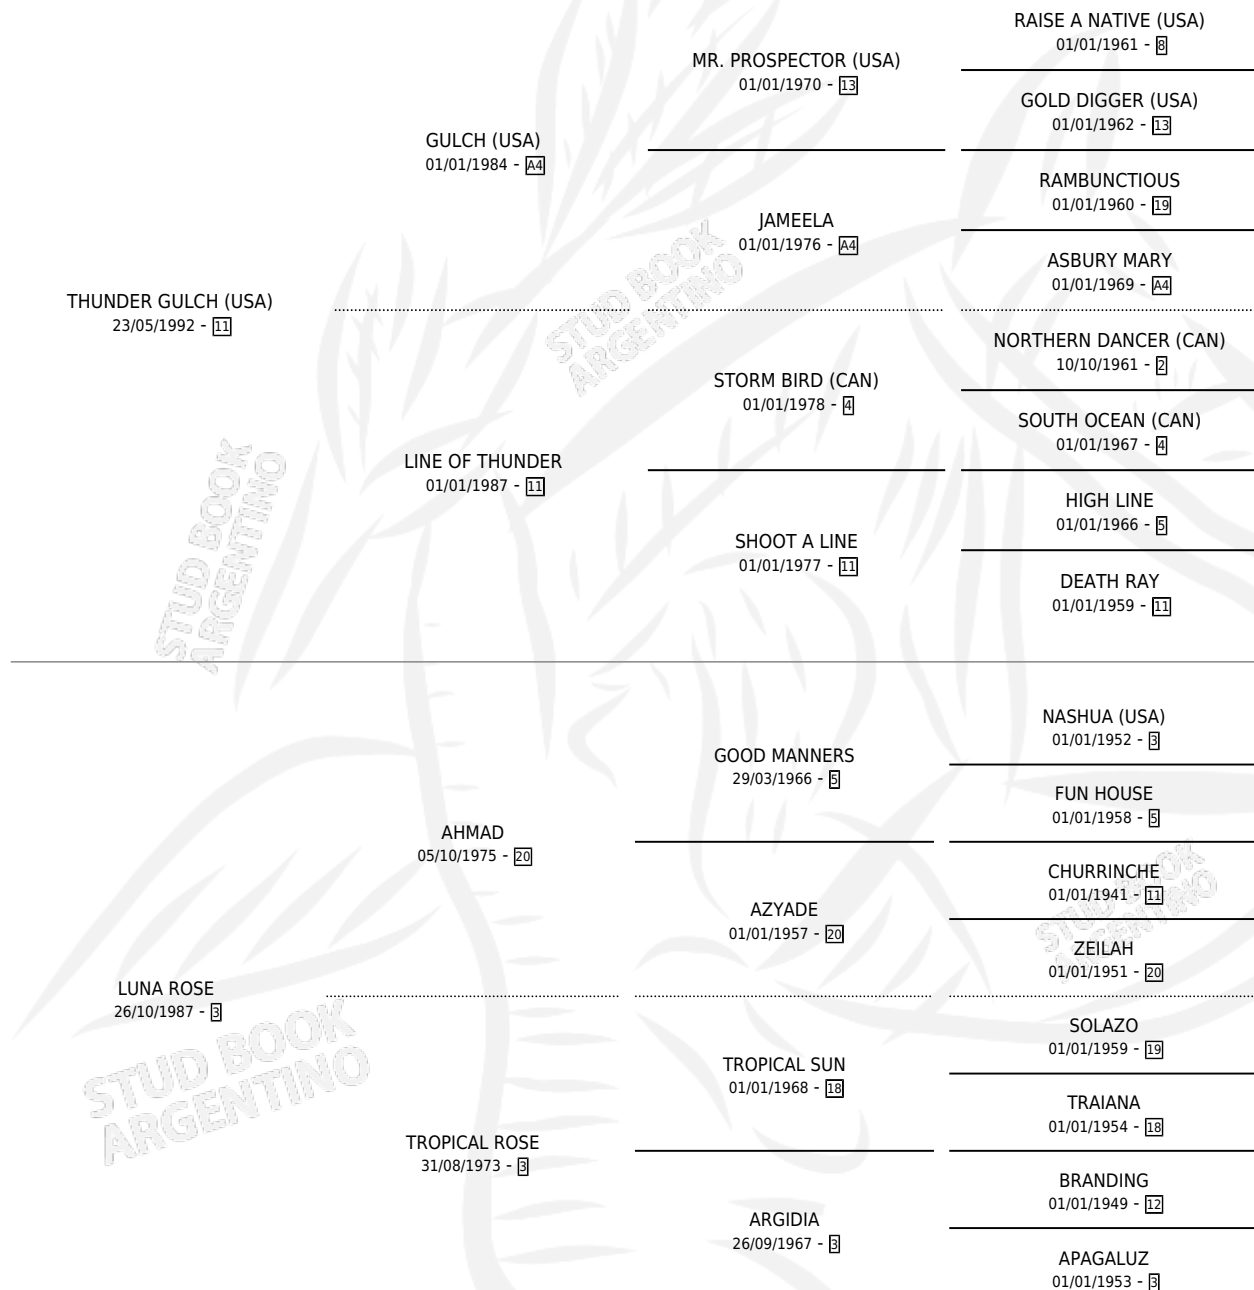 RAISE A NATIVE (USA)
01/01/1961 - 8
MR. PROSPECTOR (USA)
01/01/1970 - 13
GOLD DIGGER (USA)
01/01/1962 - 13
GULCH (USA)
01/01/1984 - A4
RAMBUNCTIOUS
01/01/1960 - 19
JAMEELA
01/01/1976 - A4
ASBURY MARY
01/01/1969 - A4
THUNDER GULCH (USA)
23/05/1992 - 11
NORTHERN DANCER (CAN)
10/10/1961 - 2
STORM BIRD (CAN)
01/01/1978 - 4
SOUTH OCEAN (CAN)
01/01/1967 - 4
LINE OF THUNDER
01/01/1987 - 11
HIGH LINE
01/01/1966 - 5
SHOOT A LINE
01/01/1977 - 11
DEATH RAY
01/01/1959 - 11
NASHUA (USA)
01/01/1952 - 3
GOOD MANNERS
29/03/1966 - 5
FUN HOUSE
01/01/1958 - 5
AHMAD
05/10/1975 - 20
CHURRINCHE
01/01/1941 - 11
AZYADE
01/01/1957 - 20
ZEILAH
01/01/1951 - 20
LUNA ROSE
26/10/1987 - 3
SOLAZO
01/01/1959 - 19
TROPICAL SUN
01/01/1968 - 18
TRAIANA
01/01/1954 - 18
TROPICAL ROSE
31/08/1973 - 3
BRANDING
01/01/1949 - 12
ARGIDIA
26/09/1967 - 3
APAGALUZ
01/01/1953 - 3
STUD BOOK
ARGENTINO
STUD BOOK
ARGENTINO
STUD BOOK
ARGENTINO
STUD BOOK
ARGENTINO